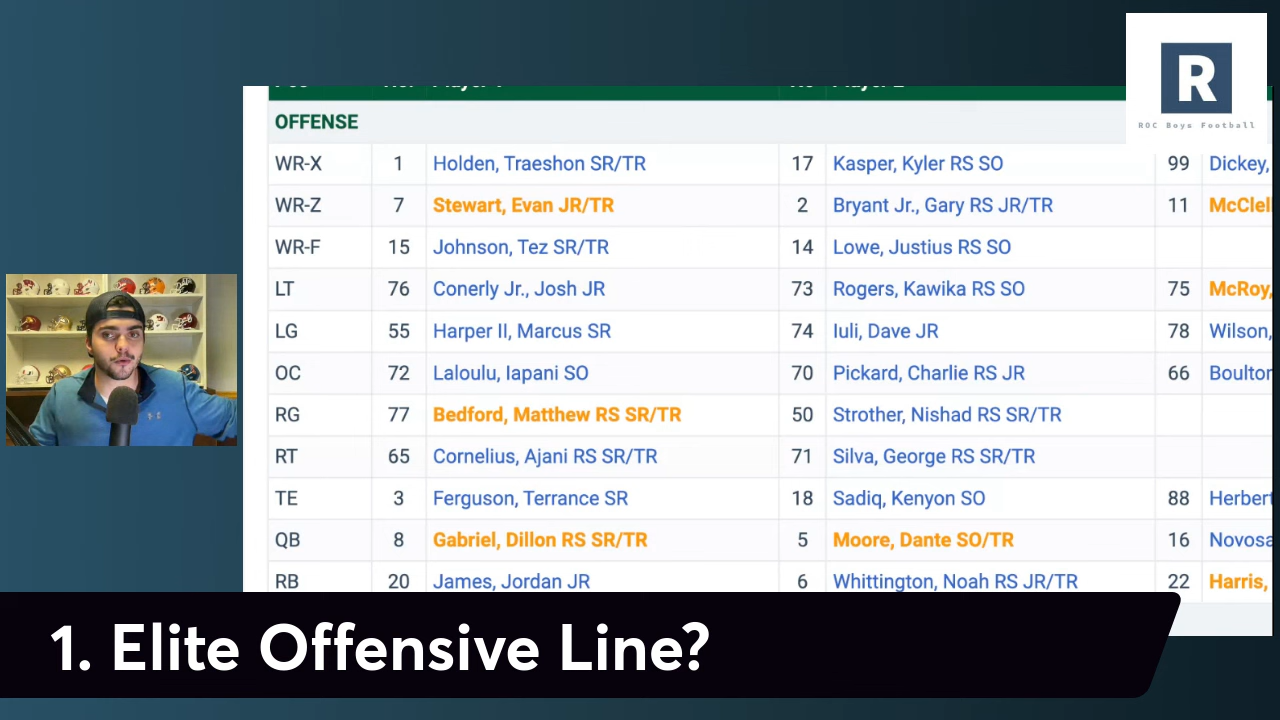 R
ROC Boys Football
OFFENSE
WR-X 1 Holden, Traeshon SR/TR 17 Kasper, Kyler RS SO 99 Dickey,
WR-Z 7 Stewart, Evan JR/TR 2 Bryant Jr., Gary RS JR/TR 11 McClel
WR-F 15 Johnson, Tez SR/TR 14 Lowe, Justius RS SO
LT 76 Conerly Jr., Josh JR 73 Rogers, Kawika RS SO 75 McRoy,
LG 55 Harper II, Marcus SR 74 Iuli, Dave JR 78 Wilson,
OC 72 Laloulu, Iapani SO 70 Pickard, Charlie RS JR 66 Boulton
RG 77 Bedford, Matthew RS SR/TR 50 Strother, Nishad RS SR/TR
RT 65 Cornelius, Ajani RS SR/TR 71 Silva, George RS SR/TR
TE 3 Ferguson, Terrance SR 18 Sadiq, Kenyon SO 88 Herbert
QB 8 Gabriel, Dillon RS SR/TR 5 Moore, Dante SO/TR 16 Novosa
RB 20 James, Jordan JR 6 Whittington, Noah RS JR/TR 22 Harris,
1. Elite Offensive Line?